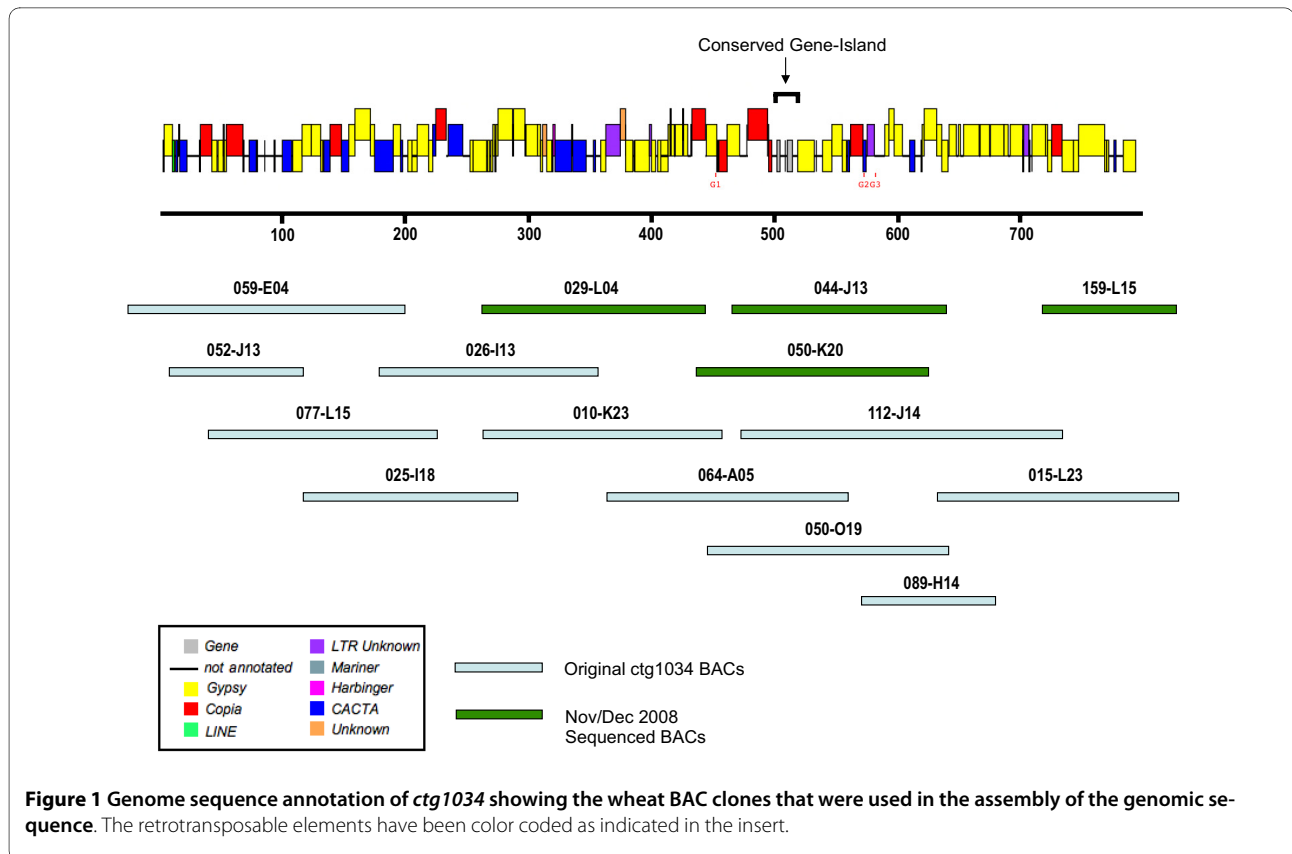 Conserved Gene-Island
G1
G2 G3
100 200 300 400 500 600 700
059-E04 029-L04 044-J13 159-L15
052-J13 026-I13 050-K20
077-L15 010-K23 112-J14
025-I18 064-A05 015-L23
050-O19
089-H14
Gene
not annotated
Gypsy
Copia
LINE
LTR Unknown
Mariner
Harbinger
CACTA
Unknown
Original ctg1034 BACs
Nov/Dec 2008
Sequenced BACs
Figure 1 Genome sequence annotation of ctg1034 showing the wheat BAC clones that were used in the assembly of the genomic se-
quence. The retrotransposable elements have been color coded as indicated in the insert.